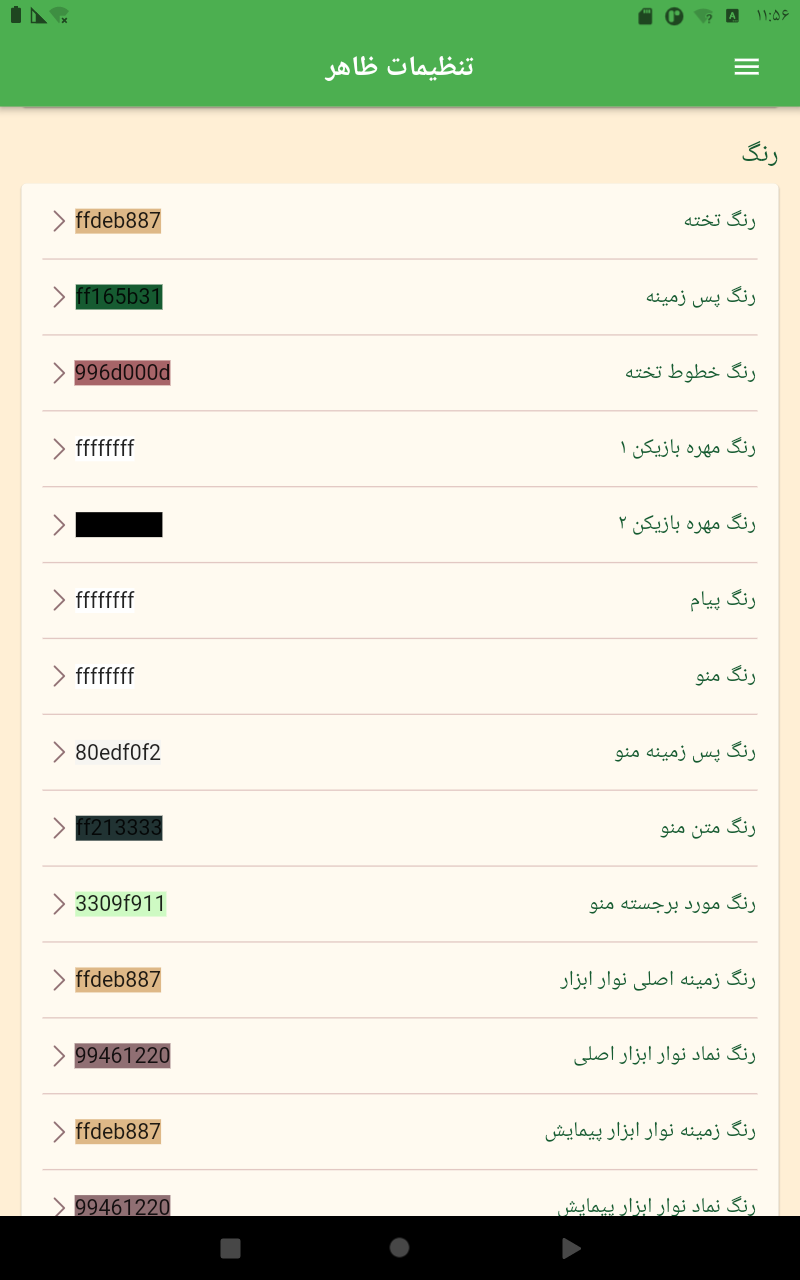 ۱۱:۵۶
تنظیمات ظاهر
رنگ
رنگ تخته ffdeb887
رنگ پس زمینه ff165b31
رنگ خطوط تخته 996d000d
رنگ مهره بازیکن ۱ ffffffff
رنگ مهره بازیکن ۲
رنگ پیام ffffffff
رنگ منو ffffffff
رنگ پس زمینه منو 80edf0f2
رنگ متن منو ff213333
رنگ مورد برجسته منو 3309f911
رنگ زمینه اصلی نوار ابزار ffdeb887
رنگ نماد نوار ابزار اصلی 99461220
رنگ زمینه نوار ابزار پیمایش ffdeb887
رنگ نماد نوار ابزار پیمایش 99461220